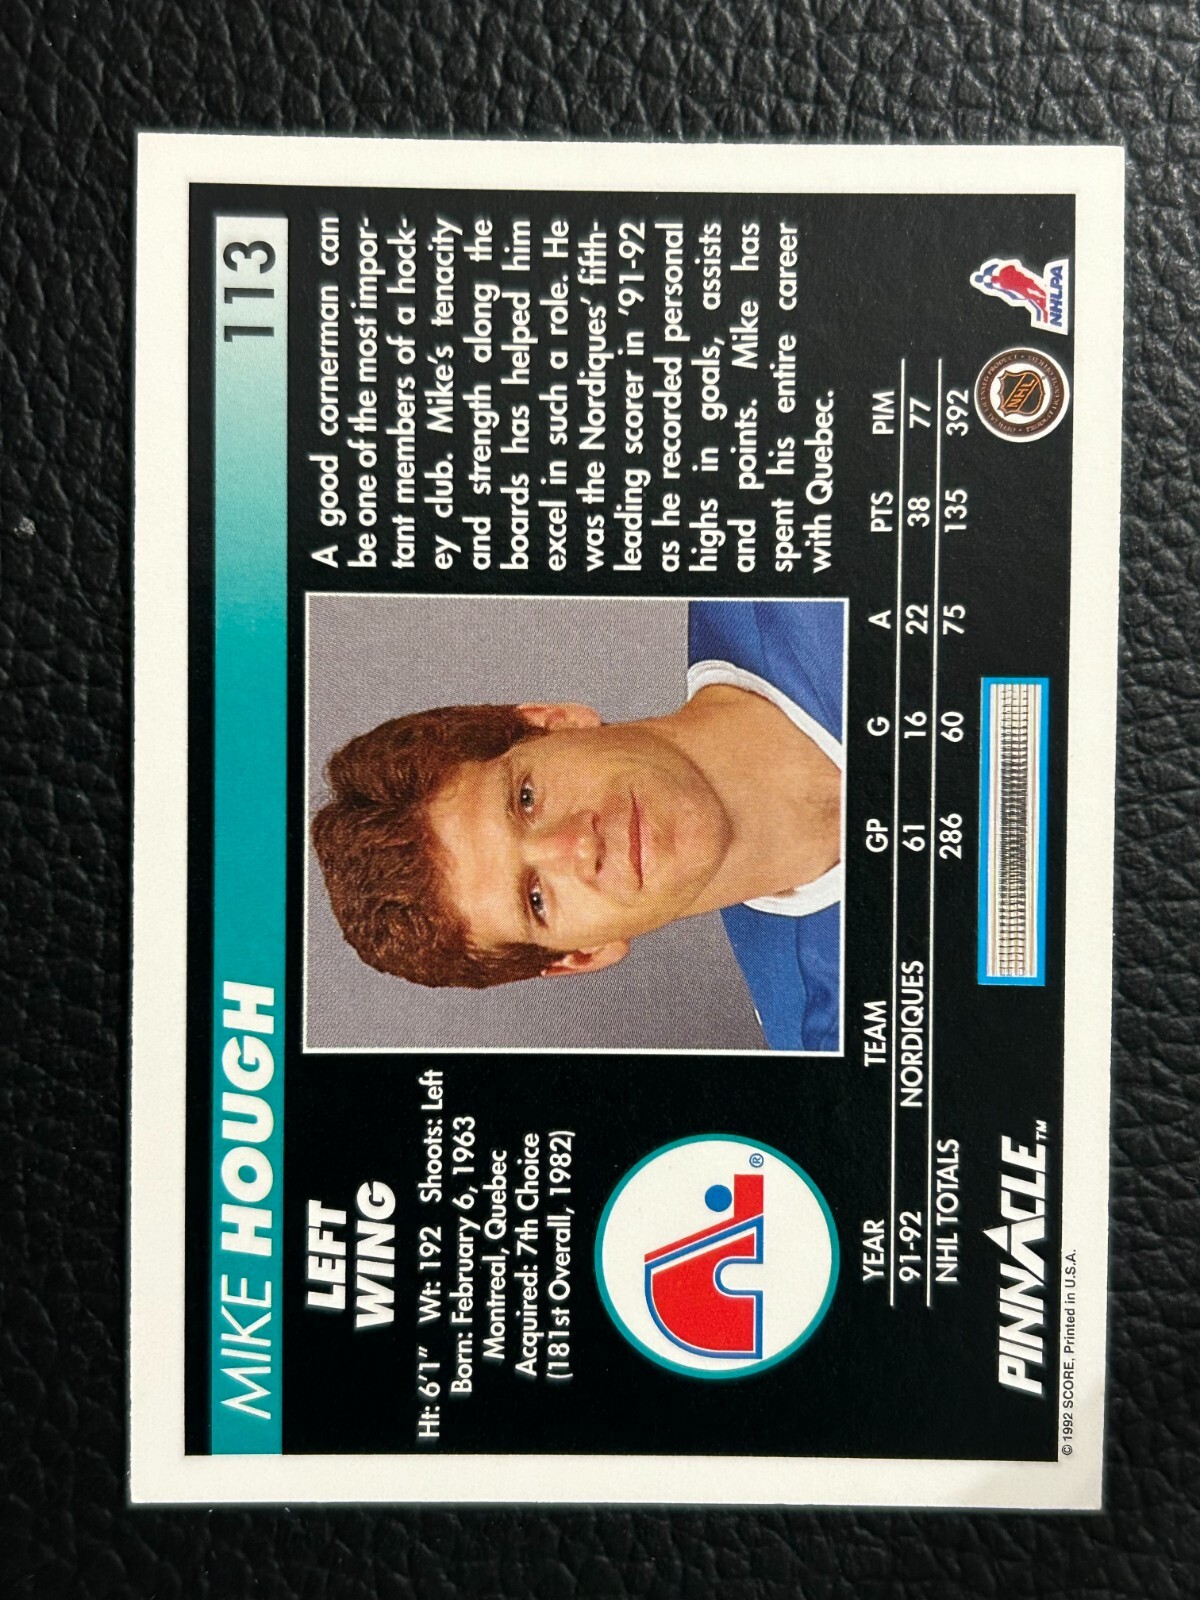 MIKE HOUGH 113
LEFT
WING
Ht: 6'1" Wt: 192 Shoots: Left
Born: February 6, 1963
Montreal, Quebec
Acquired: 7th Choice
(181st Overall, 1982)
®
A good cornerman can
be one of the most impor-
tant members of a hock-
ey club. Mike's tenacity
and strength along the
boards has helped him
excel in such a role. He
was the Nordiques' fifth-
leading scorer in '91-92
as he recorded personal
highs in goals, assists
and points. Mike has
spent his entire career
with Quebec.
YEAR TEAM GP G A PTS PIM
91-92 NORDIQUES 61 16 22 38 77
NHL TOTALS 286 60 75 135 392
PINNACLE™
NHL
NHLPA
© 1992 SCORE, Printed in U.S.A.